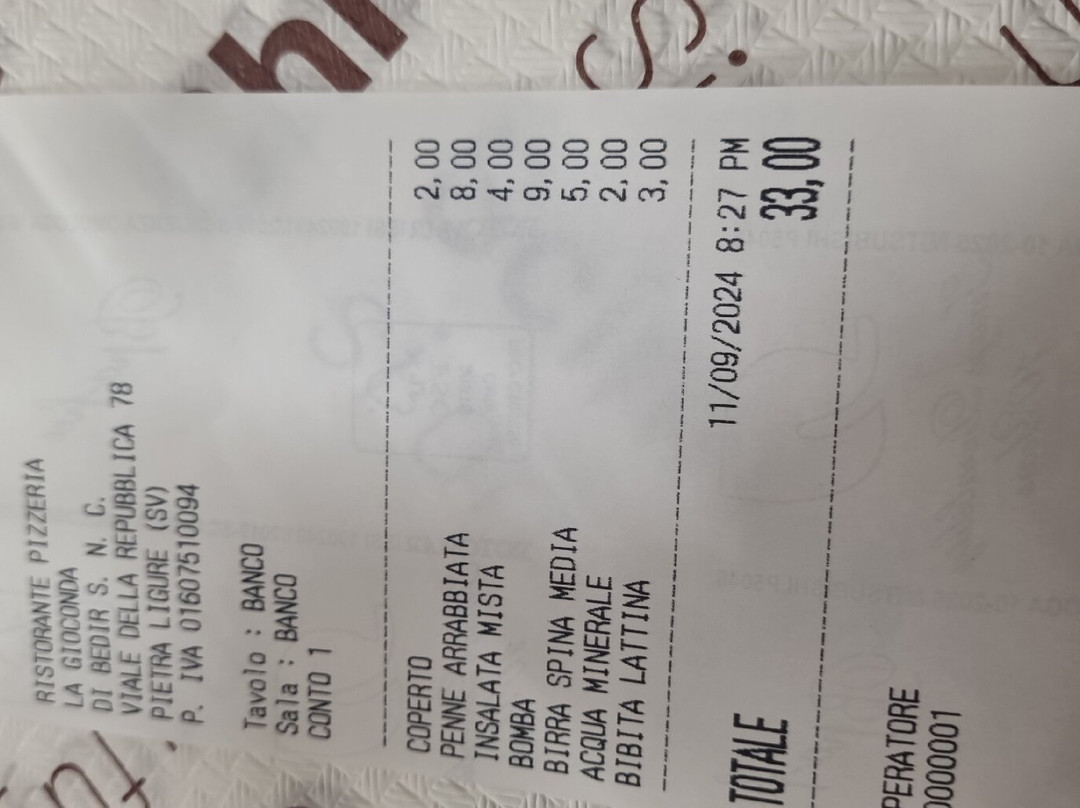 RISTORANTE PIZZERIA
LA GIOCONDA
DI BEDIR S. N. C.
VIALE DELLA REPUBBLICA 78
PIETRA LIGURE (SV)
P. IVA 01607510094
Tavolo : BANCO
Sala : BANCO
CONTO 1
COPERTO 2,00
PENNE ARRABBIATA 8,00
INSALATA MISTA 4,00
BOMBA 9,00
BIRRA SPINA MEDIA 5,00
ACQUA MINERALE 2,00
BIBITA LATTINA 3,00
11/09/2024 8:27 PM
TOTALE 33,00
PERATORE
0000001